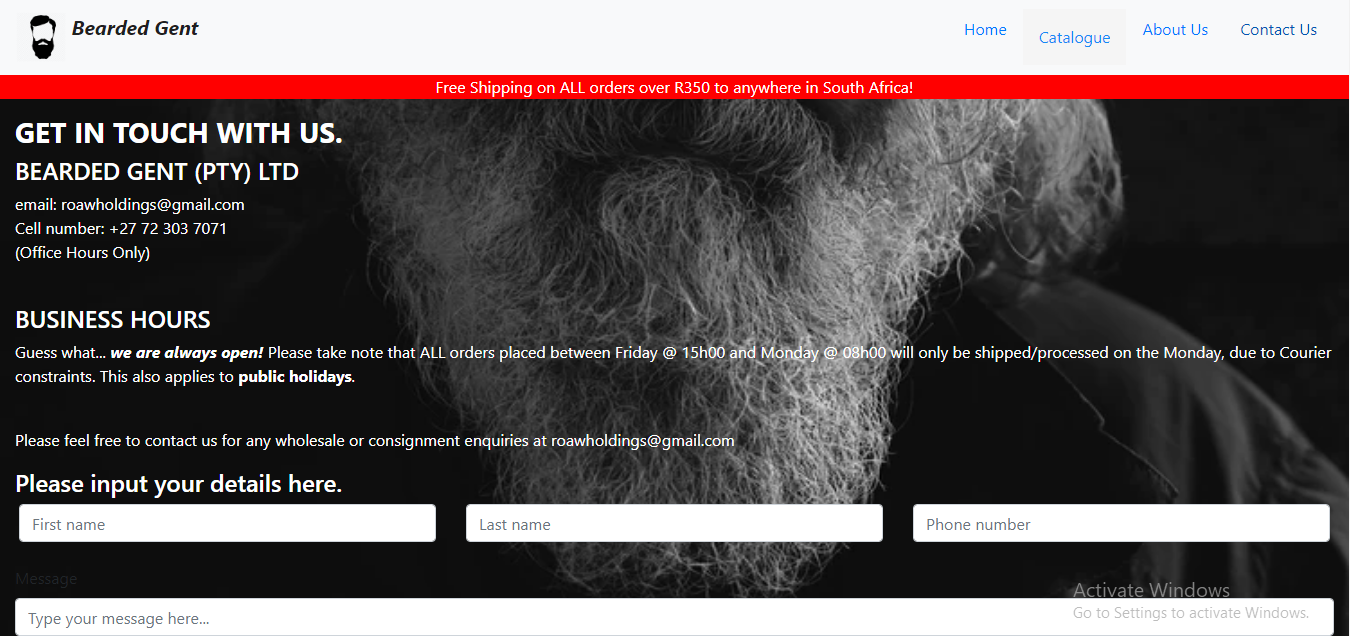 Bearded Gent
Home
Catalogue
About Us
Contact Us
Free Shipping on ALL orders over R350 to anywhere in South Africa!
GET IN TOUCH WITH US.
BEARDED GENT (PTY) LTD
email: roawholdings@gmail.com
Cell number: +27 72 303 7071
(Office Hours Only)
BUSINESS HOURS
Guess what... we are always open! Please take note that ALL orders placed between Friday @ 15h00 and Monday @ 08h00 will only be shipped/processed on the Monday, due to Courier
constraints. This also applies to public holidays.
Please feel free to contact us for any wholesale or consignment enquiries at roawholdings@gmail.com
Please input your details here.
First name
Last name
Phone number
Message
Type your message here...
Activate Windows
Go to Settings to activate Windows.